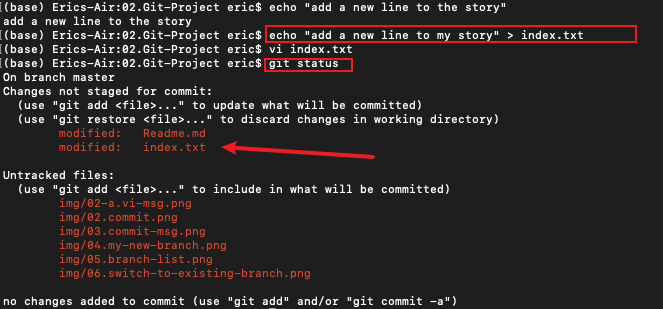 [(base) Erics-Air:02.Git-Project eric$ echo "add a new line to the story"
add a new line to the story
[(base) Erics-Air:02.Git-Project eric$ echo "add a new line to my story" > index.txt
[(base) Erics-Air:02.Git-Project eric$ vi index.txt
[(base) Erics-Air:02.Git-Project eric$ git status
On branch master
Changes not staged for commit:
  (use "git add <file>..." to update what will be committed)
  (use "git restore <file>..." to discard changes in working directory)
        modified:   Readme.md
        modified:   index.txt

Untracked files:
  (use "git add <file>..." to include in what will be committed)
        img/02-a.vi-msg.png
        img/02.commit.png
        img/03.commit-msg.png
        img/04.my-new-branch.png
        img/05.branch-list.png
        img/06.switch-to-existing-branch.png

no changes added to commit (use "git add" and/or "git commit -a")